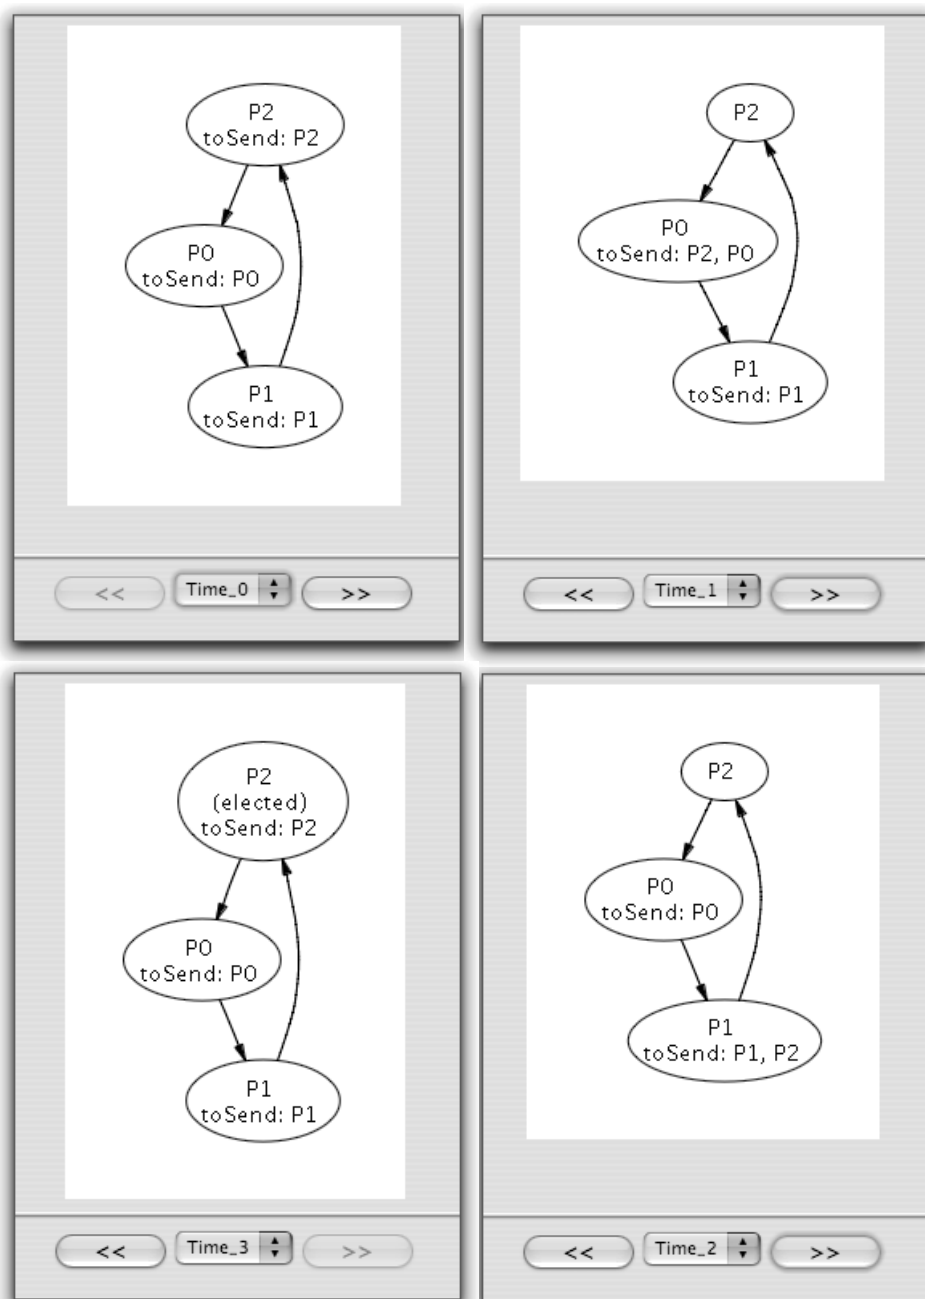 P2
toSend: P2
P0
toSend: P0
P1
toSend: P1
<<
Time_0
>>
P2
P0
toSend: P2, P0
P1
toSend: P1
<<
Time_1
>>
P2
(elected)
toSend: P2
P0
toSend: P0
P1
toSend: P1
<<
Time_3
>>
P2
P0
toSend: P0
P1
toSend: P1, P2
<<
Time_2
>>